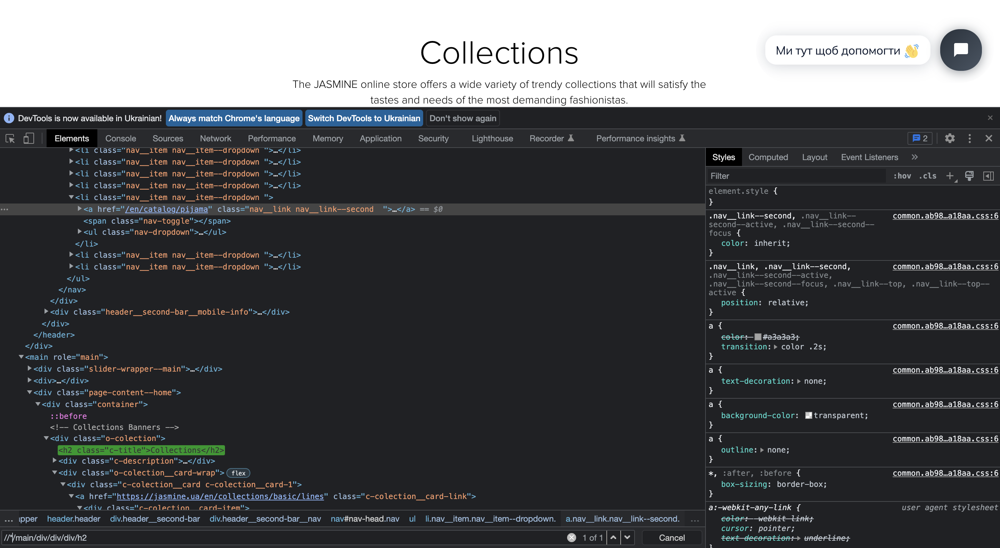 Collections
Ми тут щоб допомогти 👋
The JASMINE online store offers a wide variety of trendy collections that will satisfy the
tastes and needs of the most demanding fashionistas.
DevTools is now available in Ukrainian! Always match Chrome's language Switch DevTools to Ukrainian Don't show again
Elements Console Sources Network Performance Memory Application Security Lighthouse Recorder Performance insights 2
<li class="nav__item nav__item--dropdown ">…</li>
<li class="nav__item nav__item--dropdown ">…</li>
<li class="nav__item nav__item--dropdown ">…</li>
<li class="nav__item nav__item--dropdown ">…</li>
<li class="nav__item nav__item--dropdown ">
<a href="/en/catalog/pijama" class="nav__link nav__link--second  ">…</a> == $0
<span class="nav-toggle"></span>
<ul class="nav-dropdown">…</ul>
</li>
<li class="nav__item nav__item--dropdown ">…</li>
<li class="nav__item nav__item--dropdown ">…</li>
</ul>
</nav>
</div>
<div class="header__second-bar__mobile-info">…</div>
</div>
</header>
</div>
<main role="main">
<div class="slider-wrapper--main">…</div>
<div>…</div>
<div class="page-content--home">
<div class="container">
::before
<!-- Collections Banners -->
<div class="o-colection">
<h2 class="c-title">Collections</h2>
<div class="c-description">…</div>
<div class="o-colection__card-wrap"> flex
<div class="c-colection__card c-colection__card-1">
<a href="https://jasmine.ua/en/collections/basic/lines" class="c-colection__card-link">
<div class="c-colection__card-item">
… apper header.header div.header__second-bar div.header__second-bar__nav nav#nav-head.nav ul li.nav__item.nav__item--dropdown. a.nav__link.nav__link--second. …
//*/main/div/div/div/h2 1 of 1 Cancel
Styles Computed Layout Event Listeners »
Filter :hov .cls +
element.style {
}
.nav__link--second, .nav__link-- common.ab98…a18aa.css:6
second--active, .nav__link--second--
focus {
color: inherit;
}
.nav__link, .nav__link--second, common.ab98…a18aa.css:6
.nav__link--second--active,
.nav__link--second--focus, .nav__link--top, .nav__link--top--
active {
position: relative;
}
a { common.ab98…a18aa.css:6
color: #a3a3a3;
transition: color .2s;
}
a { common.ab98…a18aa.css:6
text-decoration: none;
}
a { common.ab98…a18aa.css:6
background-color: transparent;
}
a { common.ab98…a18aa.css:6
outline: none;
}
*, :after, :before { common.ab98…a18aa.css:6
box-sizing: border-box;
}
a:-webkit-any-link { user agent stylesheet
color: -webkit-link;
cursor: pointer;
text-decoration: underline;
}